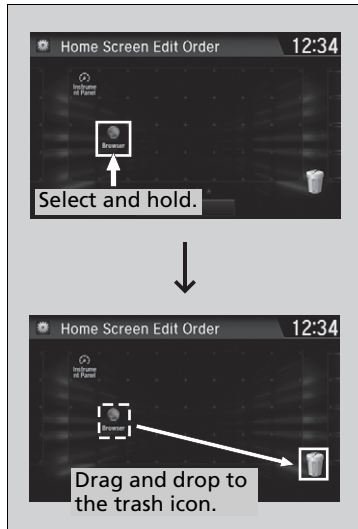 Home Screen Edit Order 12:34
Instrume
nt Panel
Browser
Select and hold.
Home Screen Edit Order 12:34
Instrume
nt Panel
Browser
Drag and drop to
the trash icon.